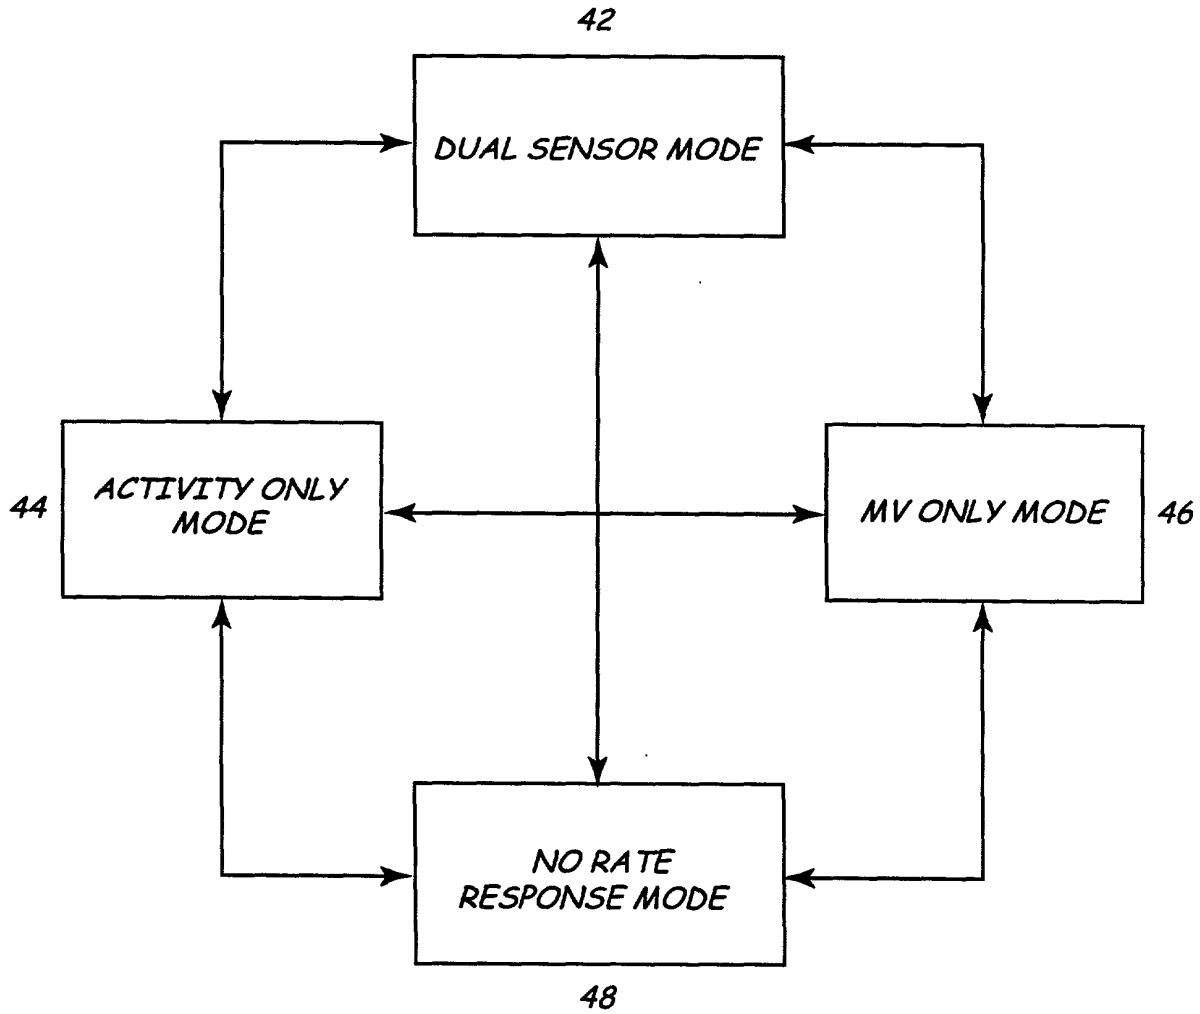 42
DUAL SENSOR MODE
44
ACTIVITY ONLY
MODE
MV ONLY MODE
46
NO RATE
RESPONSE MODE
48